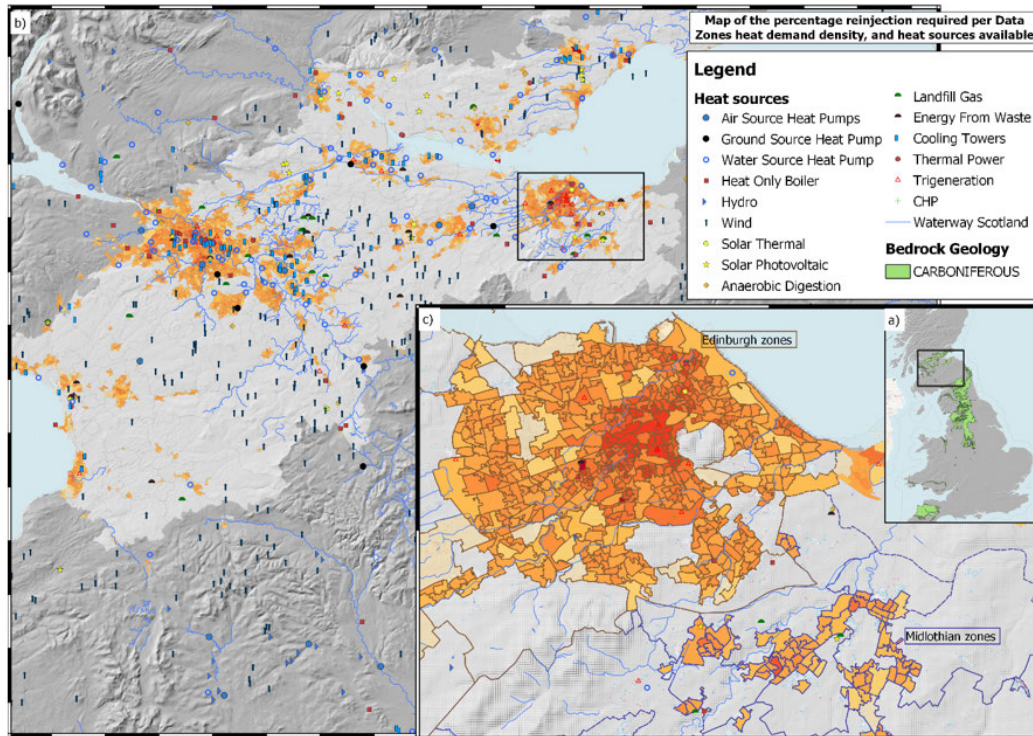 b)
Map of the percentage reinjection required per Data
Zones heat demand density, and heat sources available
Legend
Heat sources
Air Source Heat Pumps
Ground Source Heat Pump
Water Source Heat Pump
Heat Only Boiler
Hydro
Wind
Solar Thermal
Solar Photovoltaic
Anaerobic Digestion
Landfill Gas
Energy From Waste
Cooling Towers
Thermal Power
Trigeneration
CHP
Waterway Scotland
Bedrock Geology
CARBONIFEROUS
c)
Edinburgh zones
a)
Midlothian zones